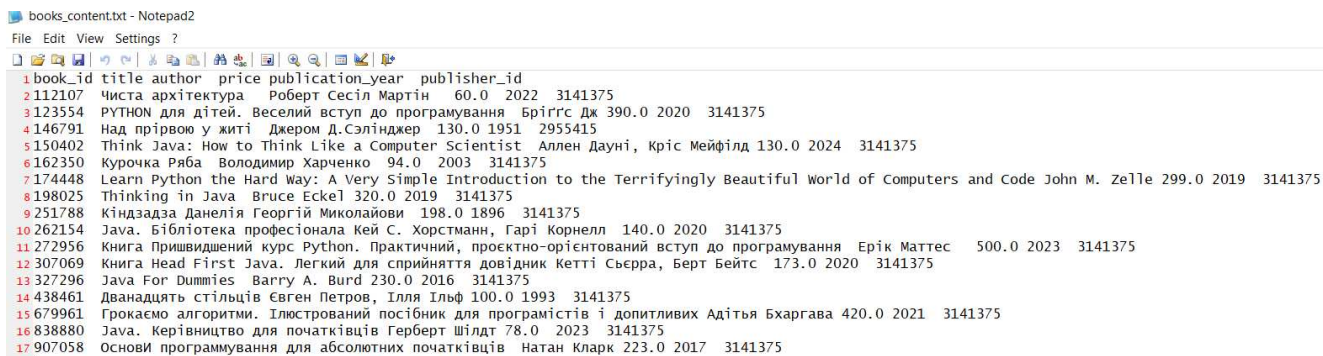 books_content.txt - Notepad2
File Edit View Settings ?
1 book_id title author price publication_year publisher_id
2 112107 Чиста архітектура Роберт Сесіл Мартін 60.0 2022 3141375
3 123554 PYTHON для дітей. Веселий вступ до програмування Бріґґс Дж 390.0 2020 3141375
4 146791 Над прірвою у житі Джером Д.Сэлінджер 130.0 1951 2955415
5 150402 Think Java: How to Think Like a Computer Scientist Аллен Дауні, Кріс Мейфілд 130.0 2024 3141375
6 162350 Курочка Ряба Володимир Харченко 94.0 2003 3141375
7 174448 Learn Python the Hard Way: A Very Simple Introduction to the Terrifyingly Beautiful World of Computers and Code John M. Zelle 299.0 2019 3141375
8 198025 Thinking in Java Bruce Eckel 320.0 2019 3141375
9 251788 Кіндзадза Данелія Георгій Миколайови 198.0 1896 3141375
10 262154 Java. Бібліотека професіонала Кей С. Хорстманн, Гарі Корнелл 140.0 2020 3141375
11 272956 Книга Пришвидшений курс Python. Практичний, проєктно-орієнтований вступ до програмування Ерік Маттес 500.0 2023 3141375
12 307069 Книга Head First Java. Легкий для сприйняття довідник Кетті Сьєрра, Берт Бейтс 173.0 2020 3141375
13 327296 Java For Dummies Barry A. Burd 230.0 2016 3141375
14 438461 Дванадцять стільців Євген Петров, Ілля Ільф 100.0 1993 3141375
15 679961 Грокаємо алгоритми. Ілюстрований посібник для програмістів і допитливих Адітья Бхаргава 420.0 2021 3141375
16 838880 Java. Керівництво для початківців Герберт Шілдт 78.0 2023 3141375
17 907058 ОсновИ программування для абсолютних початківців Натан Кларк 223.0 2017 3141375